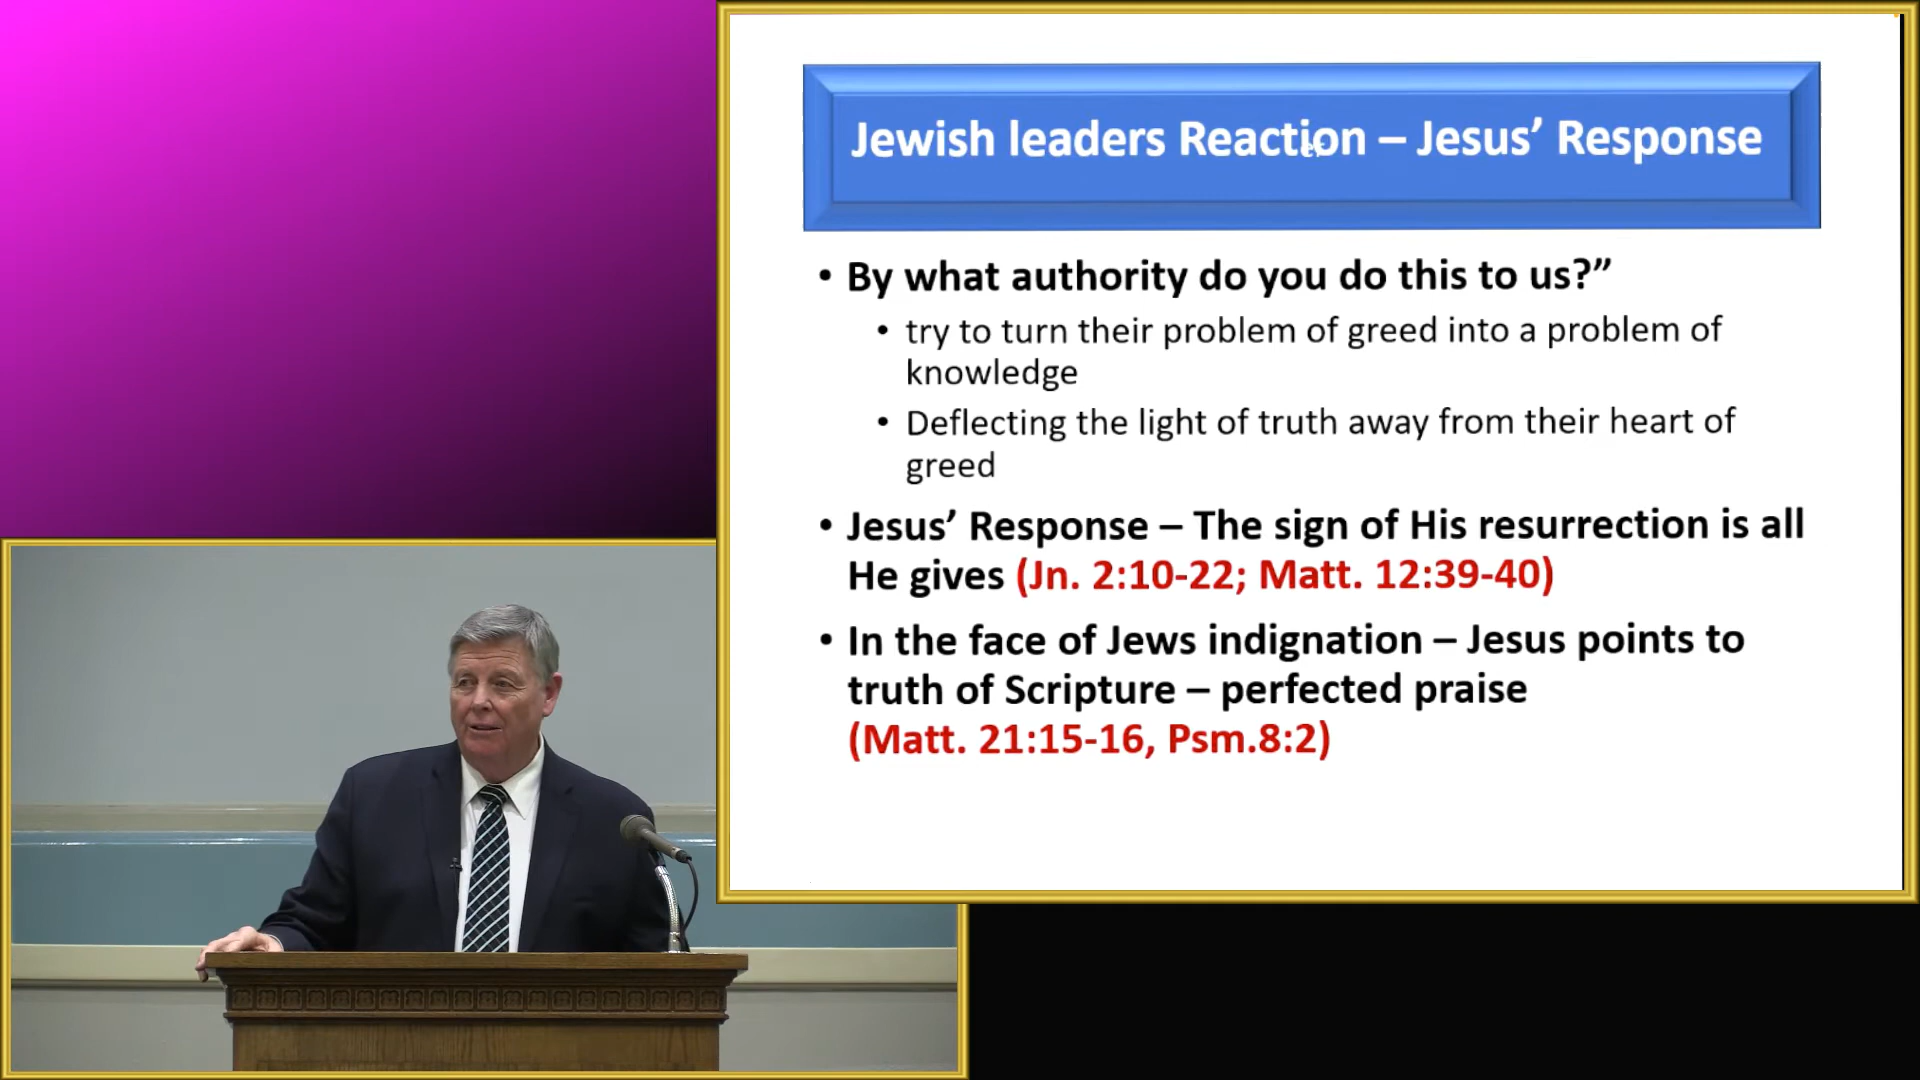 Jewish leaders Reaction – Jesus’ Response
er
• By what authority do you do this to us?”
• try to turn their problem of greed into a problem of
knowledge
• Deflecting the light of truth away from their heart of
greed
• Jesus’ Response – The sign of His resurrection is all
He gives (Jn. 2:10-22; Matt. 12:39-40)
• In the face of Jews indignation – Jesus points to
truth of Scripture – perfected praise
(Matt. 21:15-16, Psm.8:2)